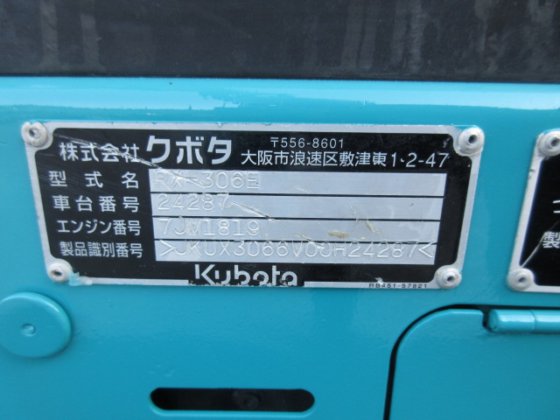 株式会社 クボタ 〒556-8601
大阪市浪速区敷津東1-2-47
型式名 RX-306E
車台番号 24287
エンジン番号 7JM1819
製品識別番号 >JKUX3066V00H24287<
Kubota